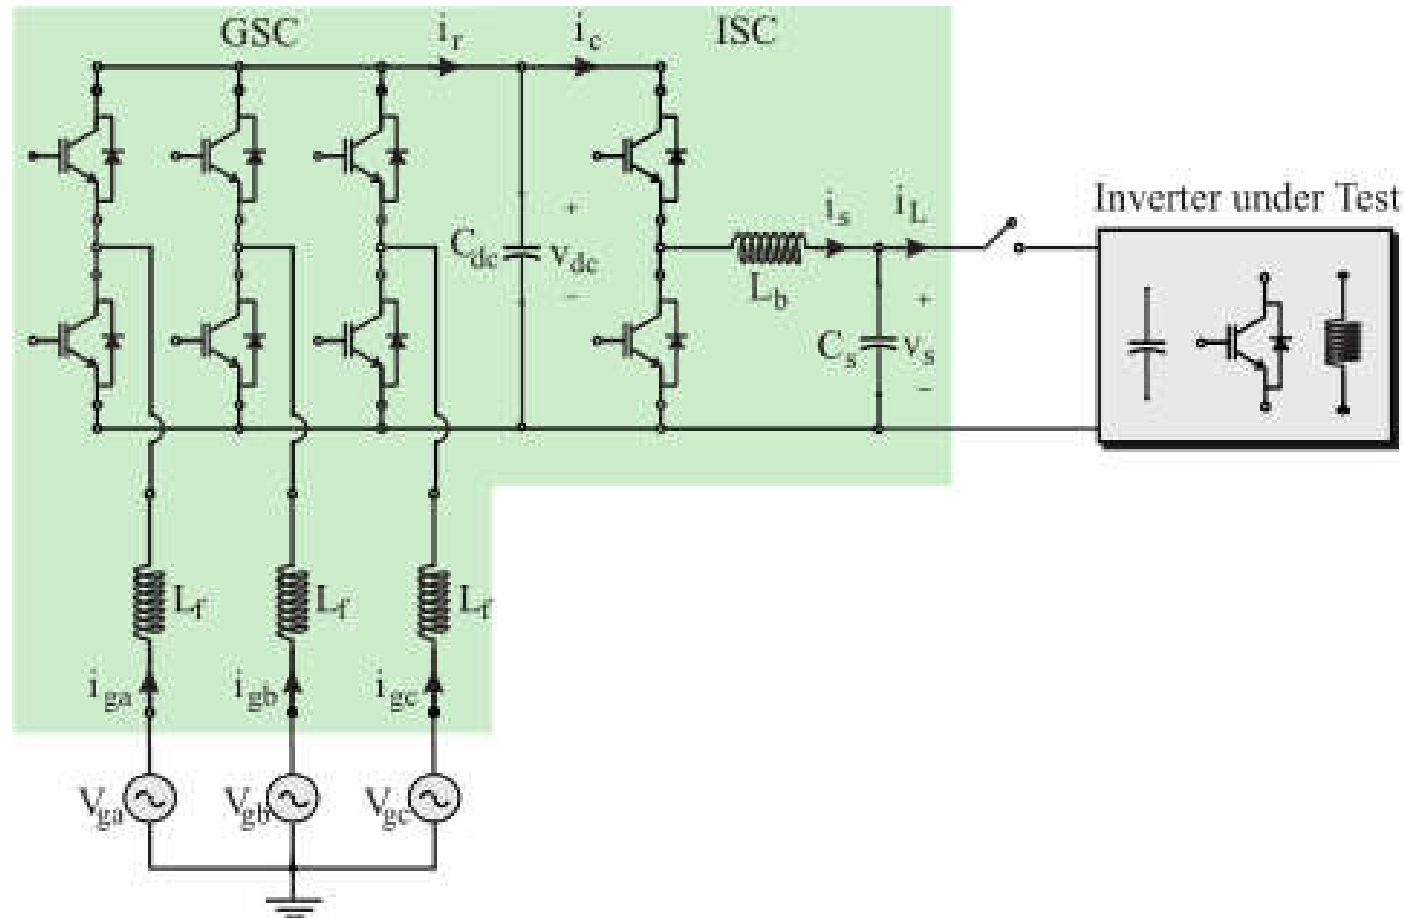 GSC
i_r
i_c
ISC
Inverter under Test
i_s
i_L
C_dc
+
v_dc
−
L_b
C_s
+
v_s
−
L_f
L_f
L_f
i_ga
i_gb
i_gc
V_ga
V_gb
V_gc